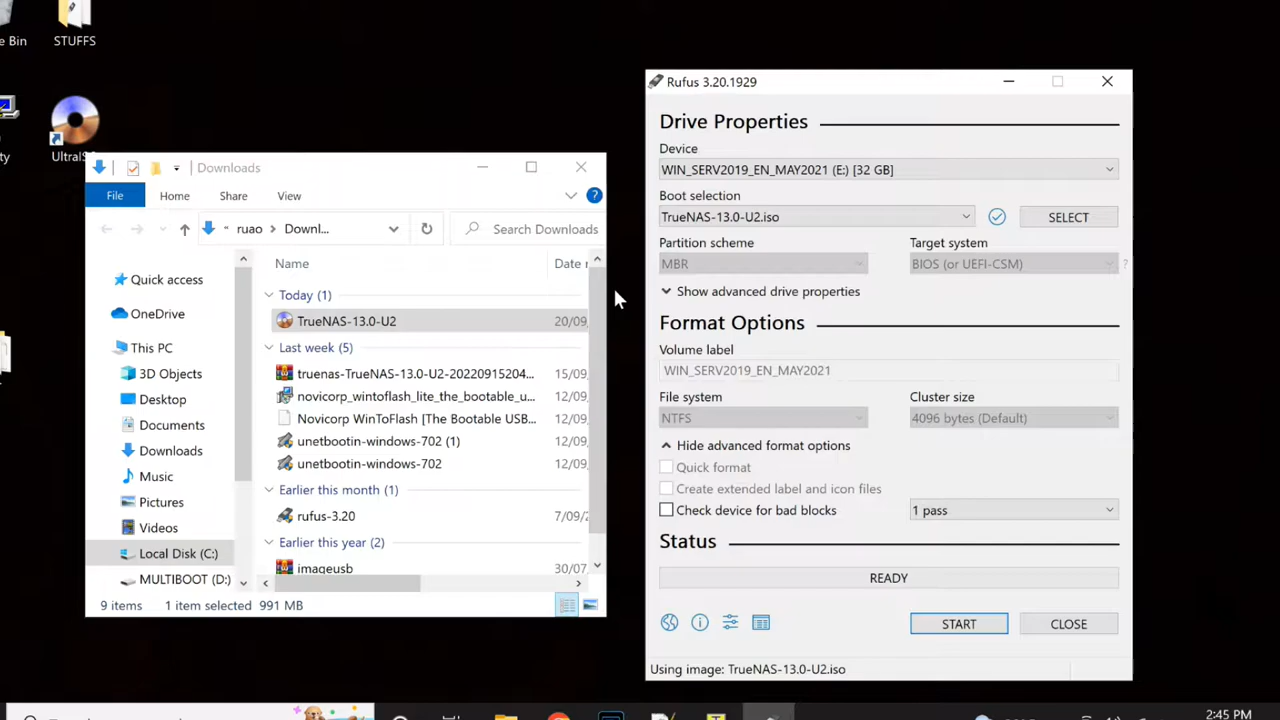 e Bin
STUFFS
ty
UltraIS
Downloads
File
Home
Share
View
ruao
Downl...
Search Downloads
Name
Date r
Quick access
OneDrive
This PC
3D Objects
Desktop
Documents
Downloads
Music
Pictures
Videos
Local Disk (C:)
MULTIBOOT (D:)
Today (1)
TrueNAS-13.0-U2
20/09,
Last week (5)
truenas-TrueNAS-13.0-U2-20220915204...
15/09,
novicorp_wintoflash_lite_the_bootable_u...
12/09,
Novicorp WinToFlash [The Bootable USB...
12/09,
unetbootin-windows-702 (1)
12/09,
unetbootin-windows-702
12/09,
Earlier this month (1)
rufus-3.20
7/09/2
Earlier this year (2)
imageusb
30/07,
9 items
1 item selected 991 MB
Rufus 3.20.1929
Drive Properties
Device
WIN_SERV2019_EN_MAY2021 (E:) [32 GB]
Boot selection
TrueNAS-13.0-U2.iso
SELECT
Partition scheme
Target system
MBR
BIOS (or UEFI-CSM)
?
Show advanced drive properties
Format Options
Volume label
WIN_SERV2019_EN_MAY2021
File system
Cluster size
NTFS
4096 bytes (Default)
Hide advanced format options
Quick format
Create extended label and icon files
Check device for bad blocks
1 pass
Status
READY
START
CLOSE
Using image: TrueNAS-13.0-U2.iso
2:45 PM